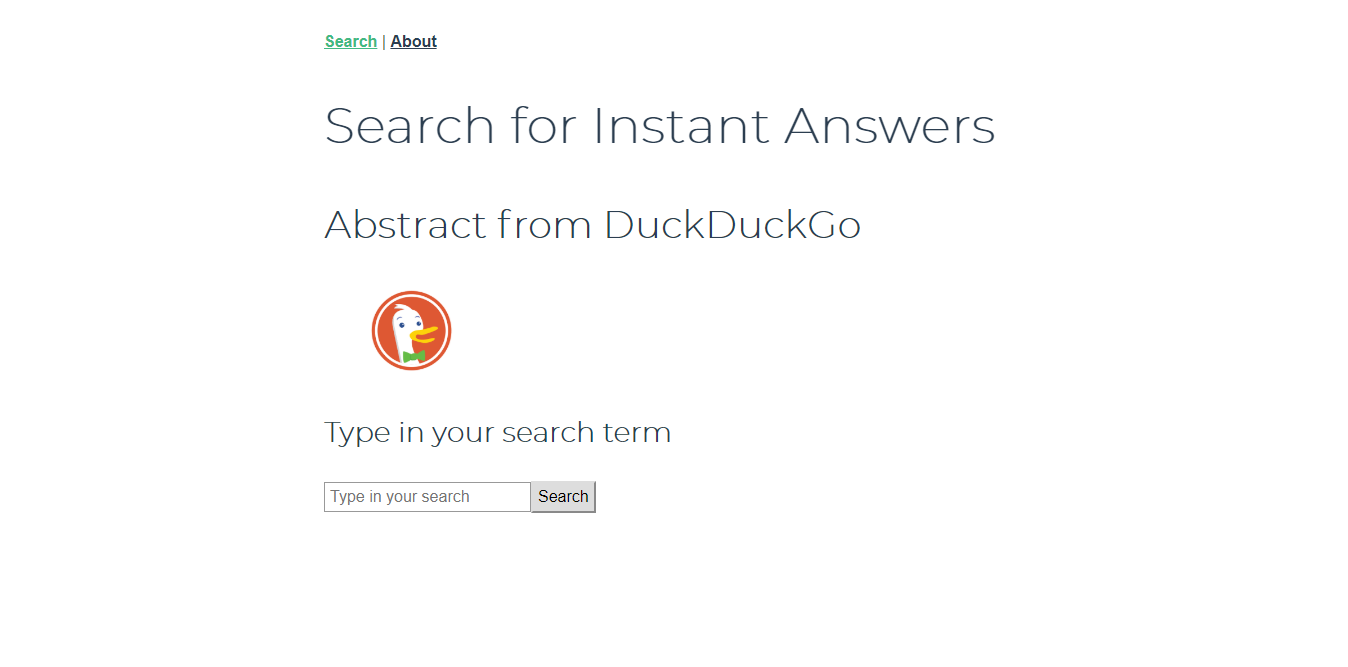 Search | About
Search for Instant Answers
Abstract from DuckDuckGo
Type in your search term
Type in your search Search